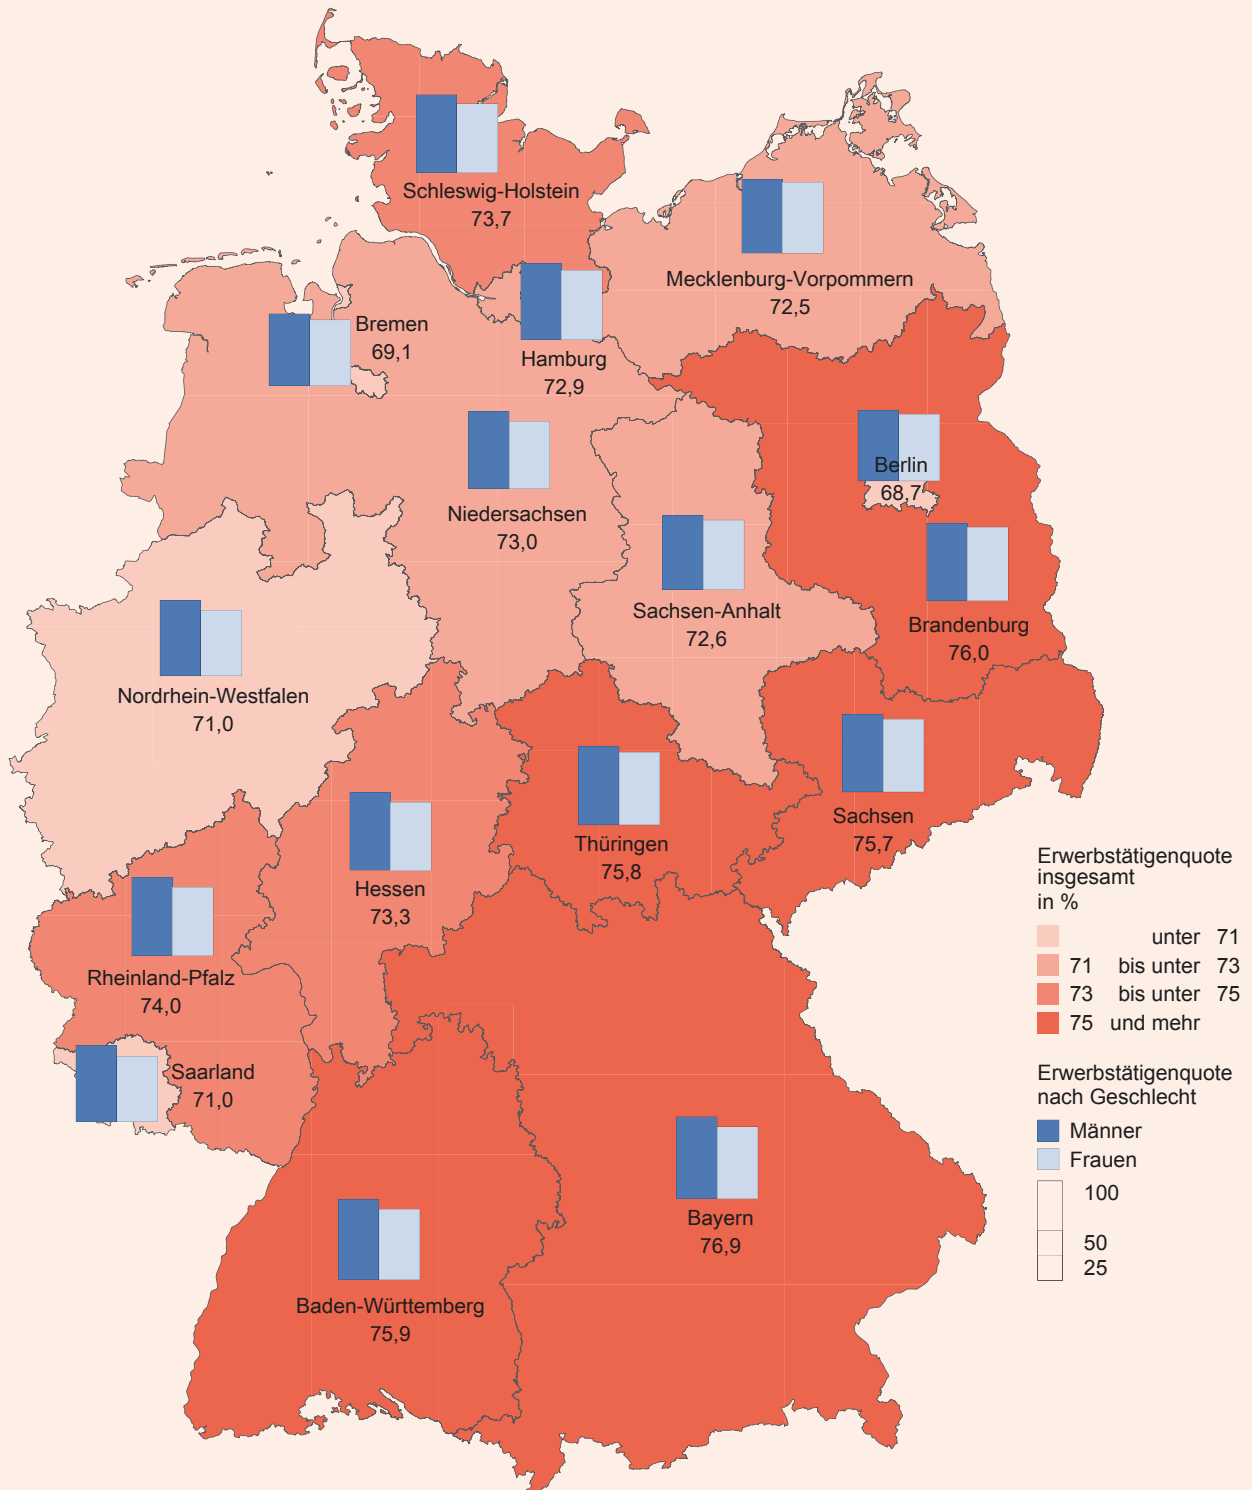 Schleswig-Holstein
73,7
Mecklenburg-Vorpommern
72,5
Bremen
69,1
Hamburg
72,9
Berlin
68,7
Niedersachsen
73,0
Sachsen-Anhalt
72,6
Brandenburg
76,0
Nordrhein-Westfalen
71,0
Sachsen
75,7
Thüringen
75,8
Hessen
73,3
Rheinland-Pfalz
74,0
Saarland
71,0
Bayern
76,9
Baden-Württemberg
75,9
Erwerbstätigenquote
insgesamt
in %
unter 71
71 bis unter 73
73 bis unter 75
75 und mehr
Erwerbstätigenquote
nach Geschlecht
Männer
Frauen
100
50
25